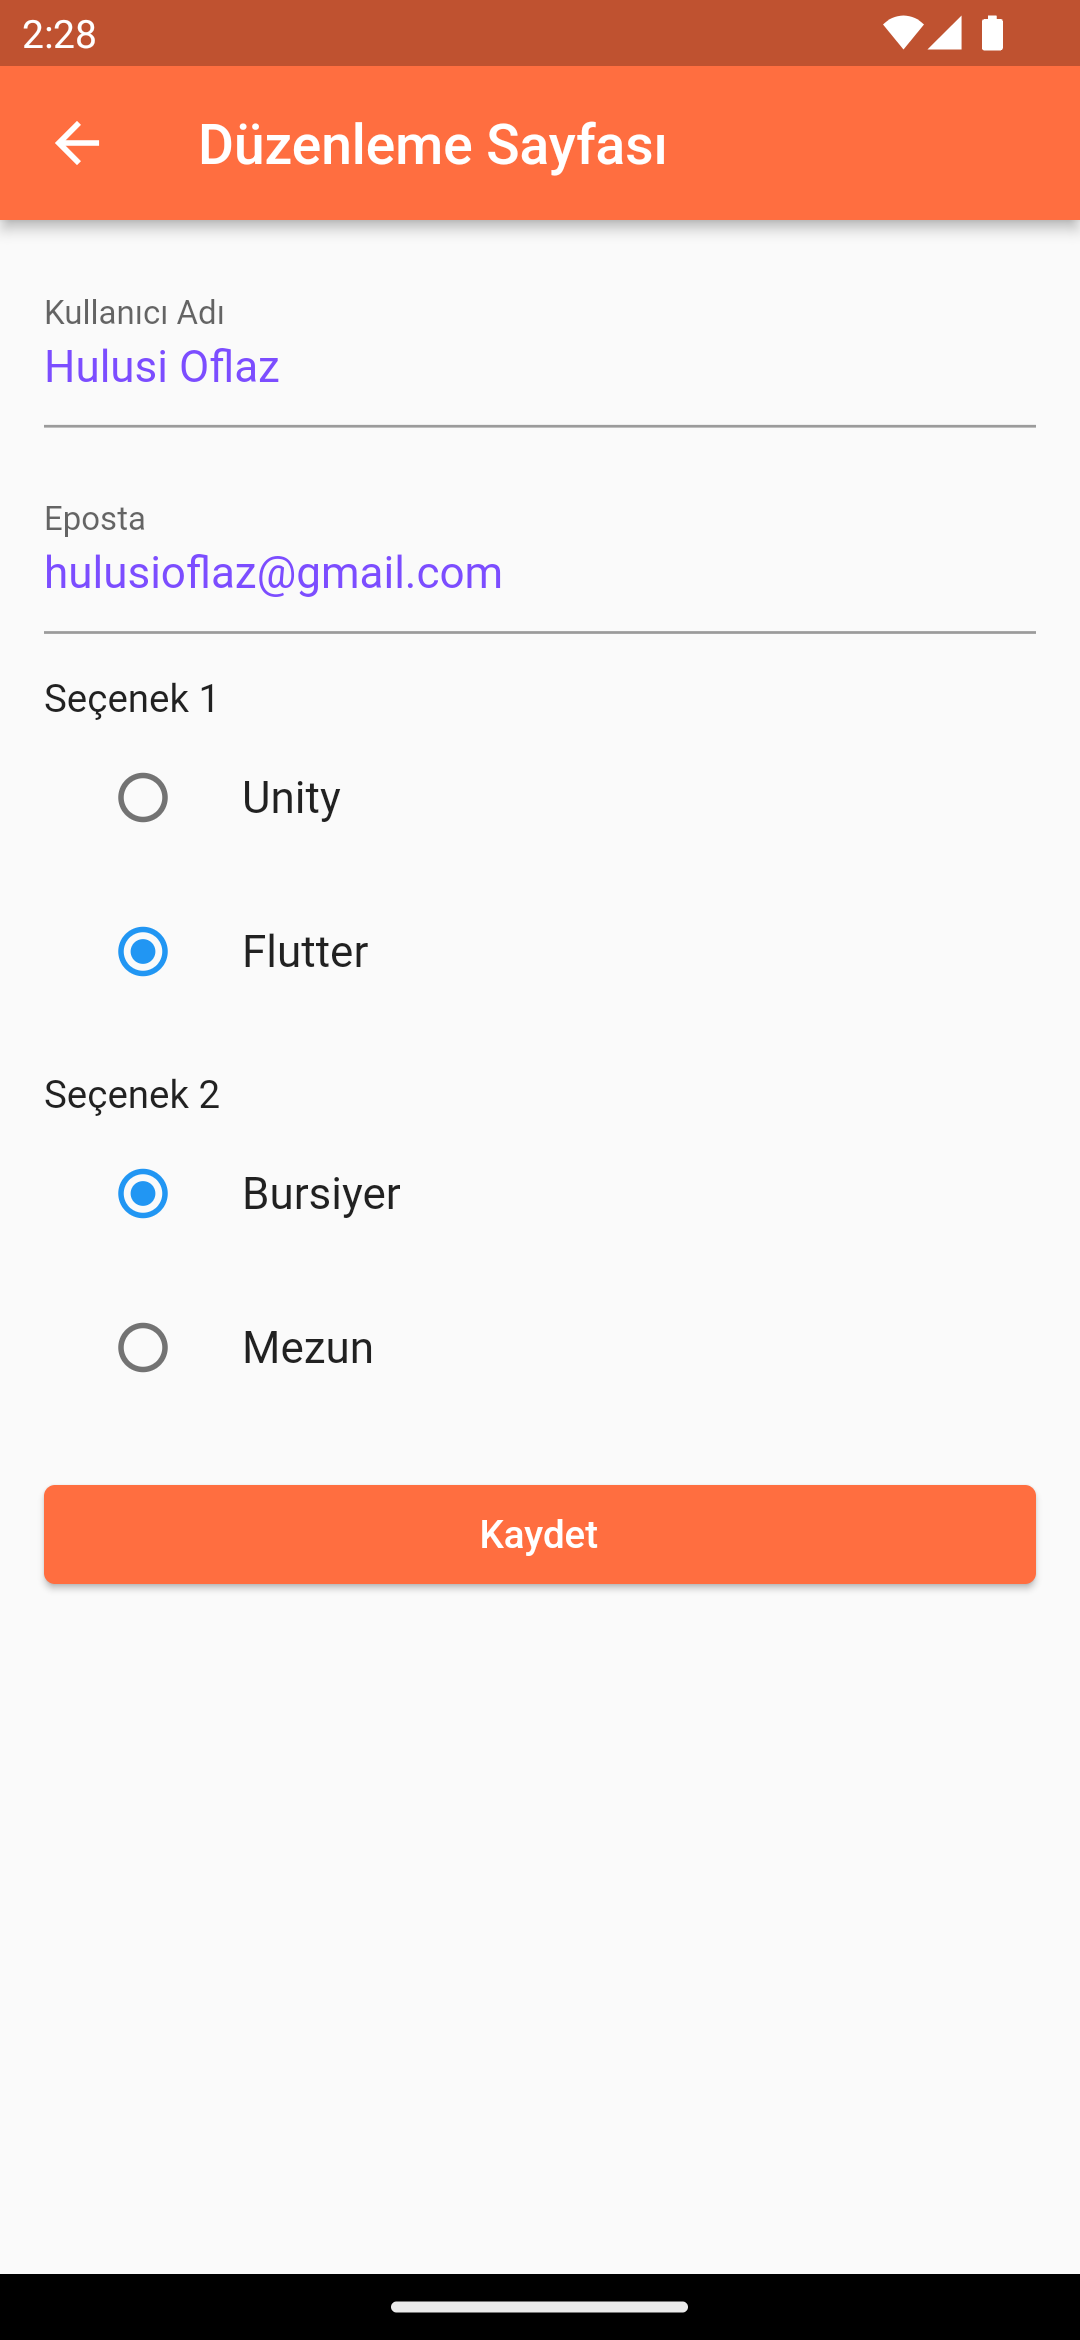 2:28
Düzenleme Sayfası
Kullanıcı Adı
Hulusi Oflaz
Eposta
hulusioflaz@gmail.com
Seçenek 1
Unity
Flutter
Seçenek 2
Bursiyer
Mezun
Kaydet